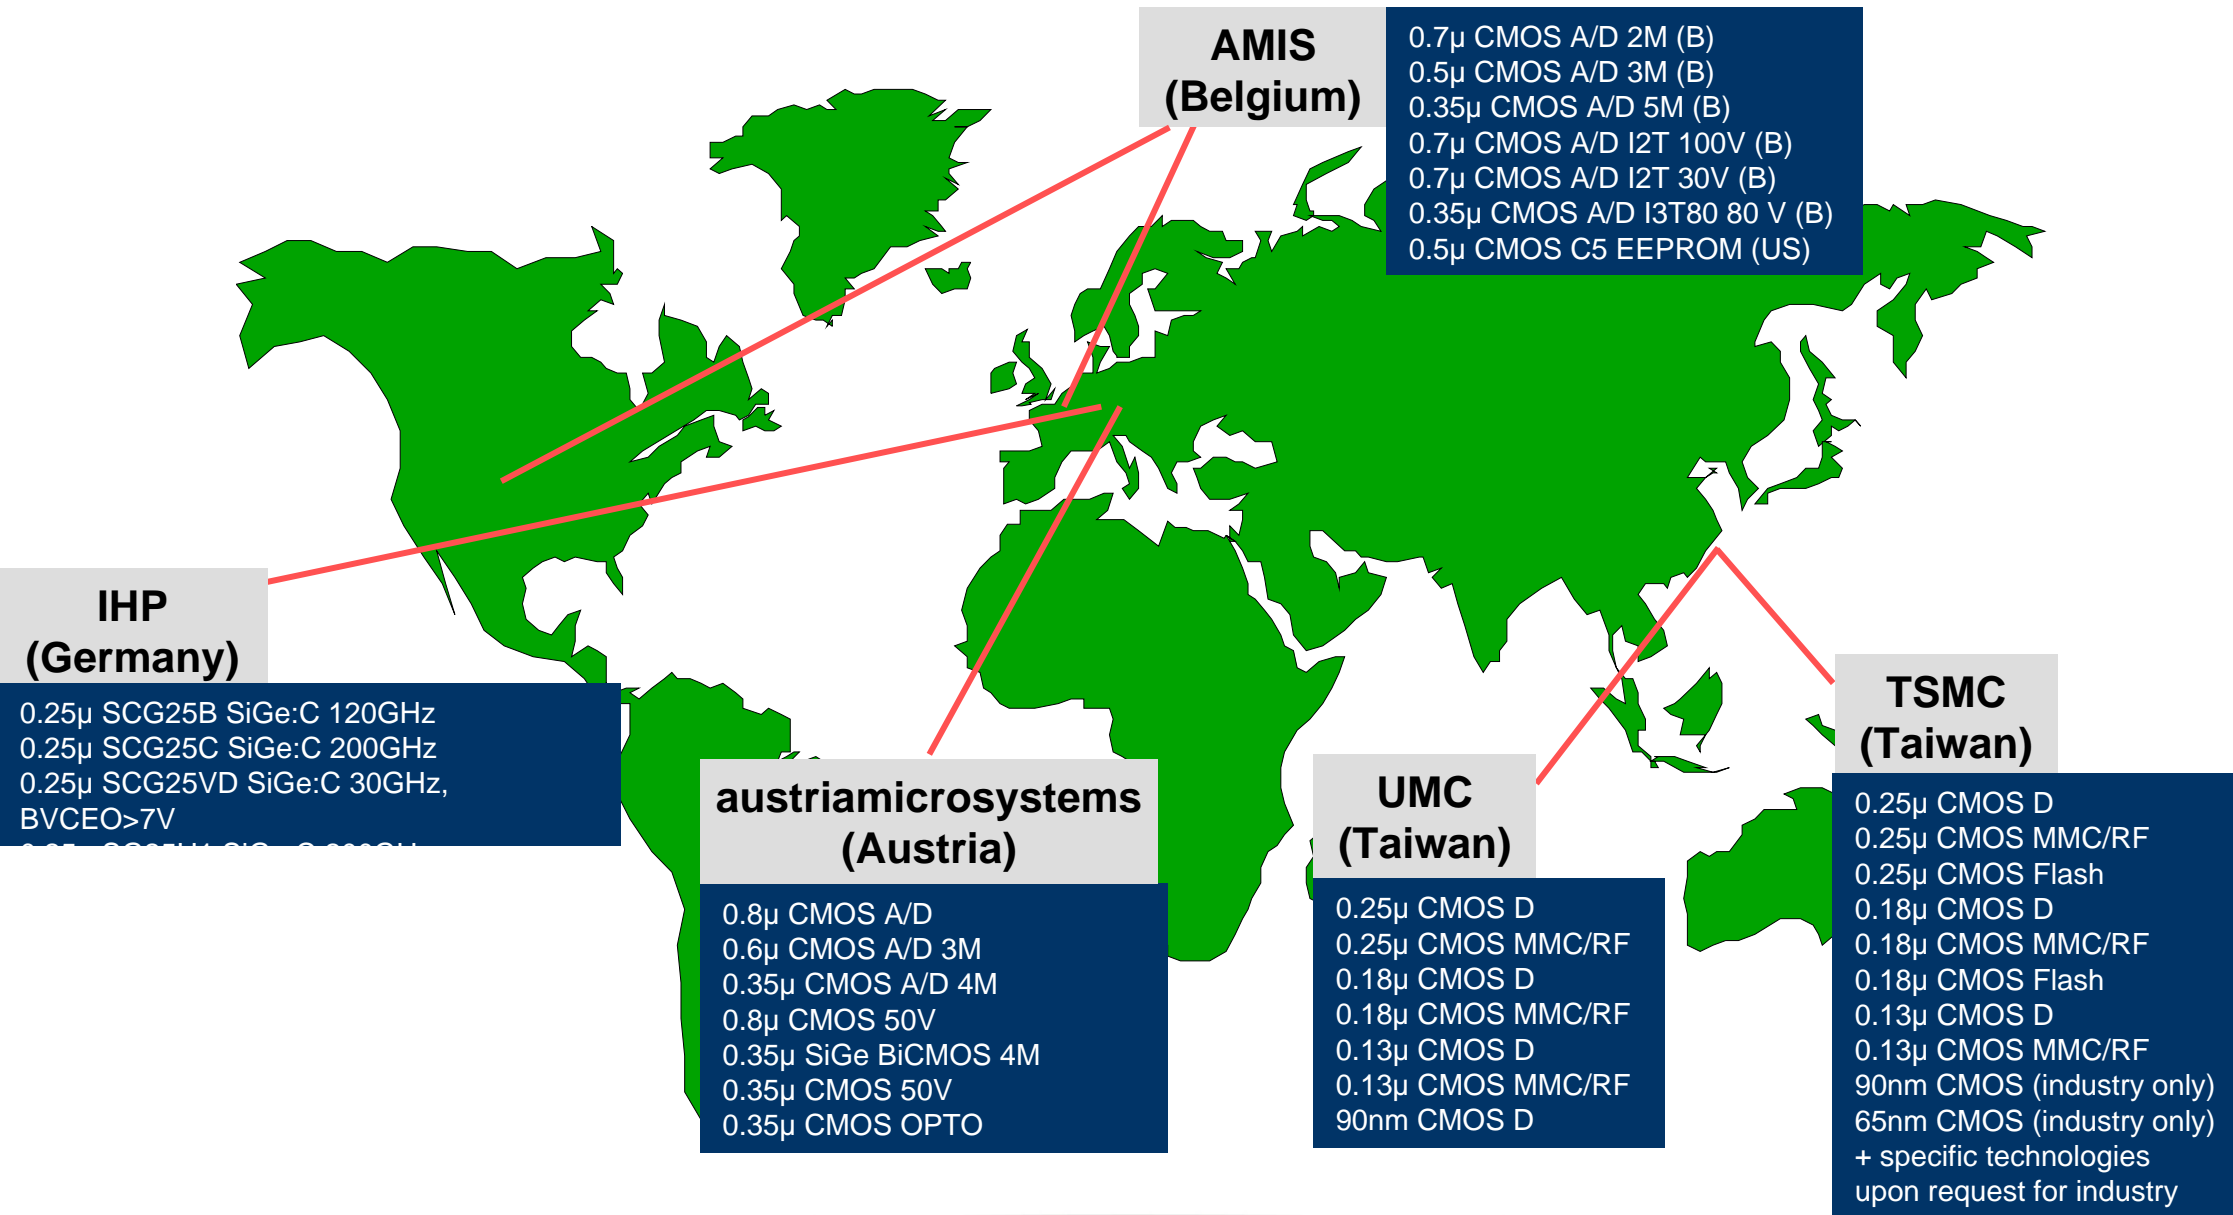 AMIS
(Belgium)
0.7µ CMOS A/D 2M (B)
0.5µ CMOS A/D 3M (B)
0.35µ CMOS A/D 5M (B)
0.7µ CMOS A/D I2T 100V (B)
0.7µ CMOS A/D I2T 30V (B)
0.35µ CMOS A/D I3T80 80 V (B)
0.5µ CMOS C5 EEPROM (US)
IHP
(Germany)
0.25µ SCG25B SiGe:C 120GHz
0.25µ SCG25C SiGe:C 200GHz
0.25µ SCG25VD SiGe:C 30GHz,
BVCEO>7V
austriamicrosystems
(Austria)
0.8µ CMOS A/D
0.6µ CMOS A/D 3M
0.35µ CMOS A/D 4M
0.8µ CMOS 50V
0.35µ SiGe BiCMOS 4M
0.35µ CMOS 50V
0.35µ CMOS OPTO
UMC
(Taiwan)
0.25µ CMOS D
0.25µ CMOS MMC/RF
0.18µ CMOS D
0.18µ CMOS MMC/RF
0.13µ CMOS D
0.13µ CMOS MMC/RF
90nm CMOS D
TSMC
(Taiwan)
0.25µ CMOS D
0.25µ CMOS MMC/RF
0.25µ CMOS Flash
0.18µ CMOS D
0.18µ CMOS MMC/RF
0.18µ CMOS Flash
0.13µ CMOS D
0.13µ CMOS MMC/RF
90nm CMOS (industry only)
65nm CMOS (industry only)
+ specific technologies
upon request for industry